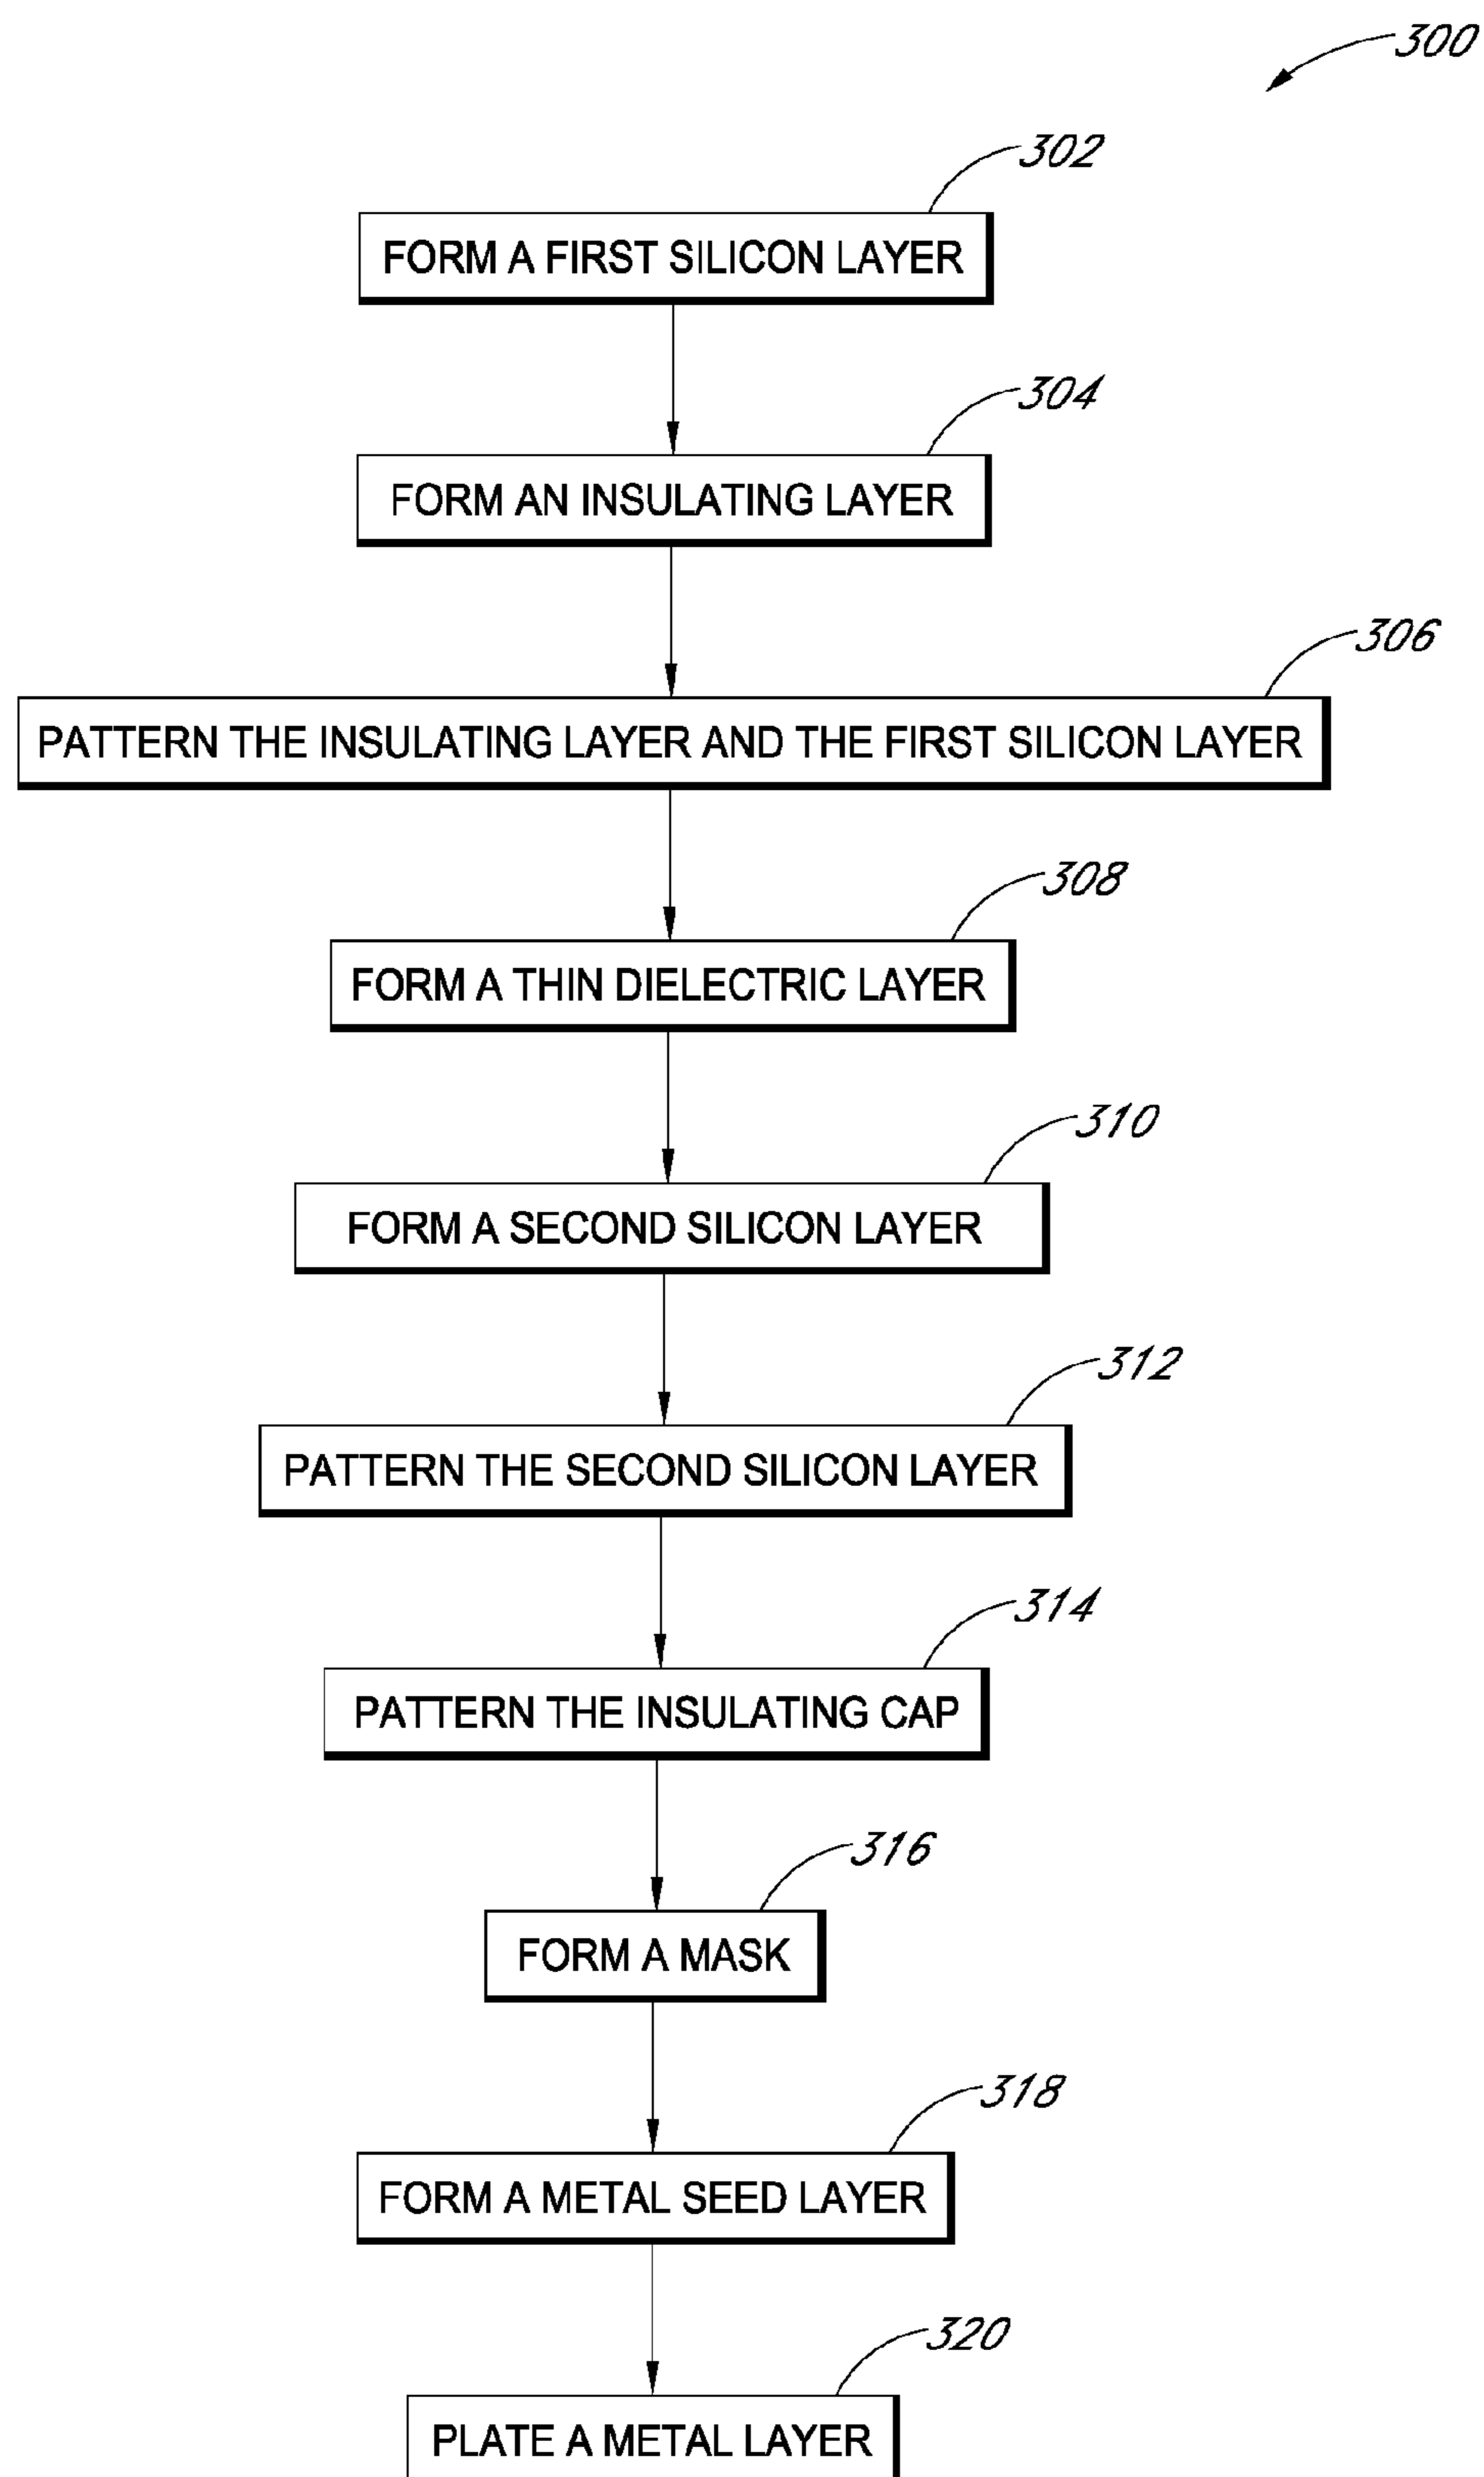 300
302
FORM A FIRST SILICON LAYER
304
FORM AN INSULATING LAYER
306
PATTERN THE INSULATING LAYER AND THE FIRST SILICON LAYER
308
FORM A THIN DIELECTRIC LAYER
310
FORM A SECOND SILICON LAYER
312
PATTERN THE SECOND SILICON LAYER
314
PATTERN THE INSULATING CAP
316
FORM A MASK
318
FORM A METAL SEED LAYER
320
PLATE A METAL LAYER